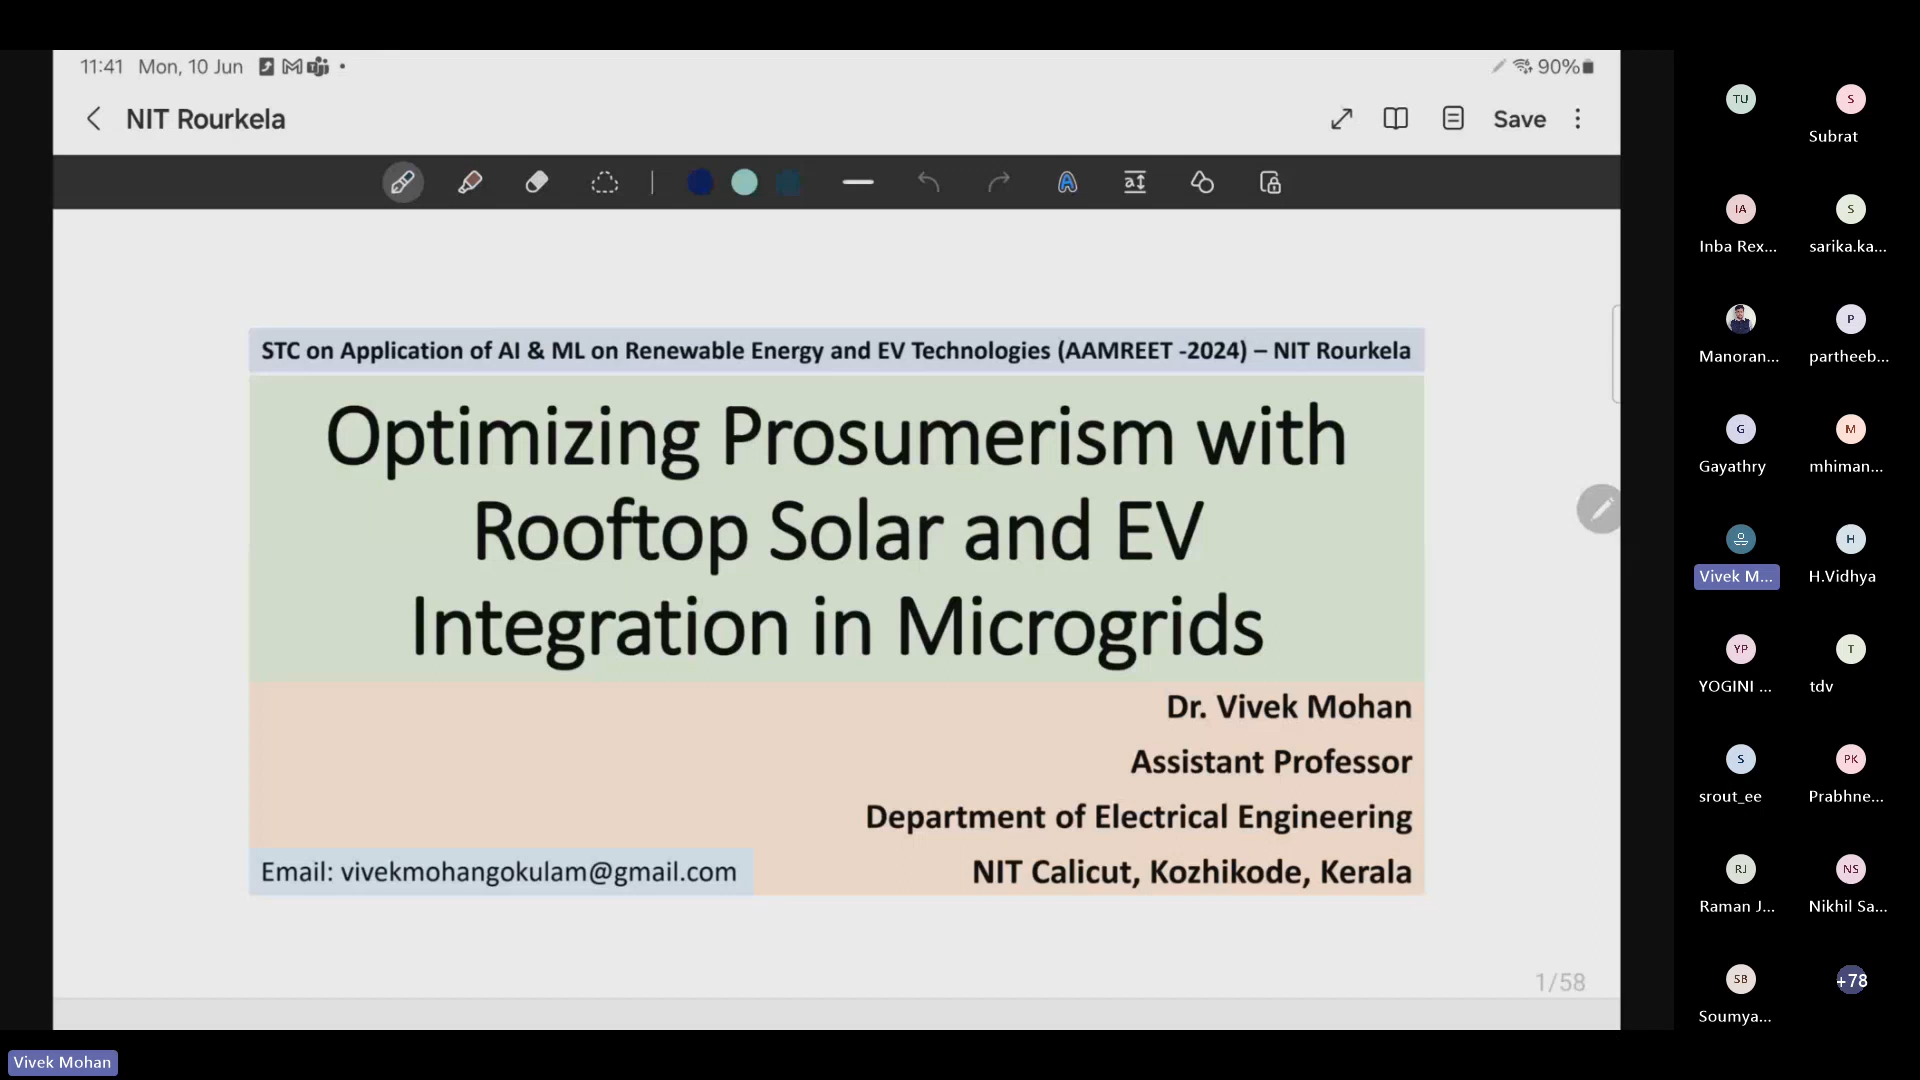 11:41 Mon, 10 Jun
90%
NIT Rourkela
Save
STC on Application of AI & ML on Renewable Energy and EV Technologies (AAMREET -2024) – NIT Rourkela
Optimizing Prosumerism with
Rooftop Solar and EV
Integration in Microgrids
Dr. Vivek Mohan
Assistant Professor
Department of Electrical Engineering
Email: vivekmohangokulam@gmail.com
NIT Calicut, Kozhikode, Kerala
1/58
TU
S
Subrat
IA
S
Inba Rex...
sarika.ka...
P
Manoran...
partheeb...
G
M
Gayathry
mhiman...
H
Vivek M...
H.Vidhya
YP
T
YOGINI ...
tdv
S
PK
srout_ee
Prabhne...
RJ
NS
Raman J...
Nikhil Sa...
SB
+78
Soumya...
Vivek Mohan